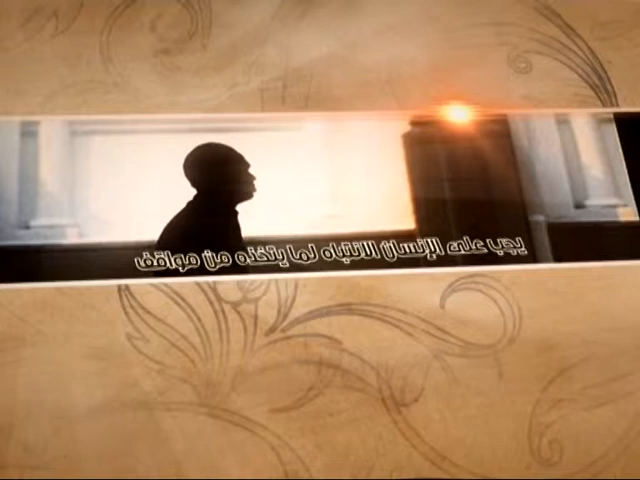 يجب على الإنسان الانتباه لما يتخذه من مواقف